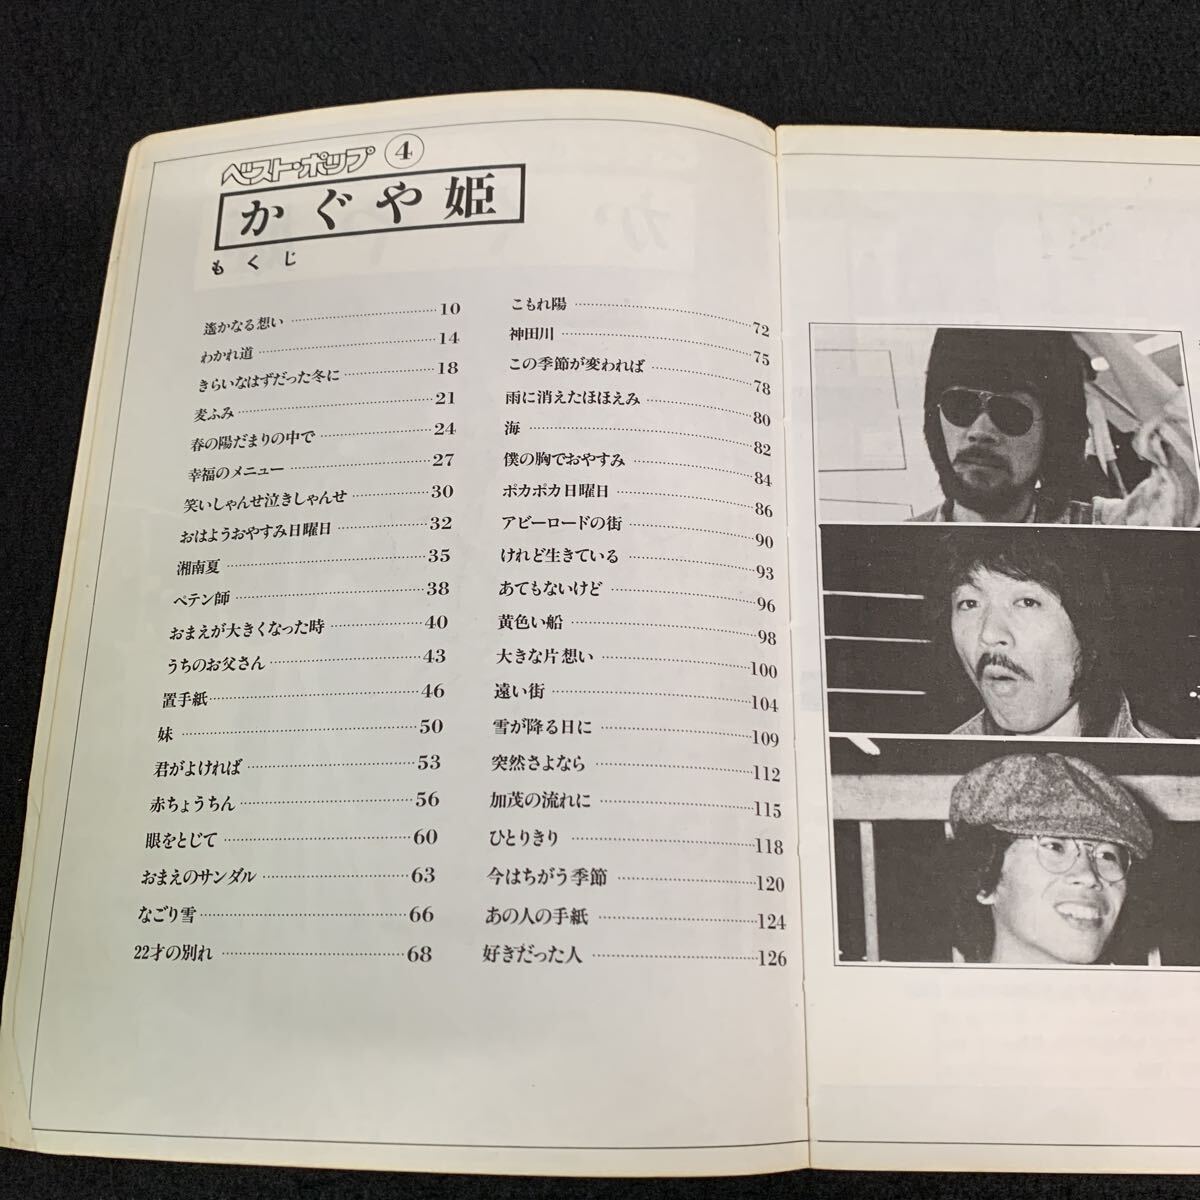 ベスト・ポップ ④
かぐや姫
もくじ
遙かなる想い 10
わかれ道 14
きらいなはずだった冬に 18
麦ふみ 21
春の陽だまりの中で 24
幸福のメニュー 27
笑いしゃんせ泣きしゃんせ 30
おはようおやすみ日曜日 32
湘南夏 35
ペテン師 38
おまえが大きくなった時 40
うちのお父さん 43
置手紙 46
妹 50
君がよければ 53
赤ちょうちん 56
眼をとじて 60
おまえのサンダル 63
なごり雪 66
22才の別れ 68
こもれ陽 72
神田川 75
この季節が変われば 78
雨に消えたほほえみ 80
海 82
僕の胸でおやすみ 84
ポカポカ日曜日 86
アビーロードの街 90
けれど生きている 93
あてもないけど 96
黄色い船 98
大きな片想い 100
遠い街 104
雪が降る日に 109
突然さよなら 112
加茂の流れに 115
ひとりきり 118
今はちがう季節 120
あの人の手紙 124
好きだった人 126